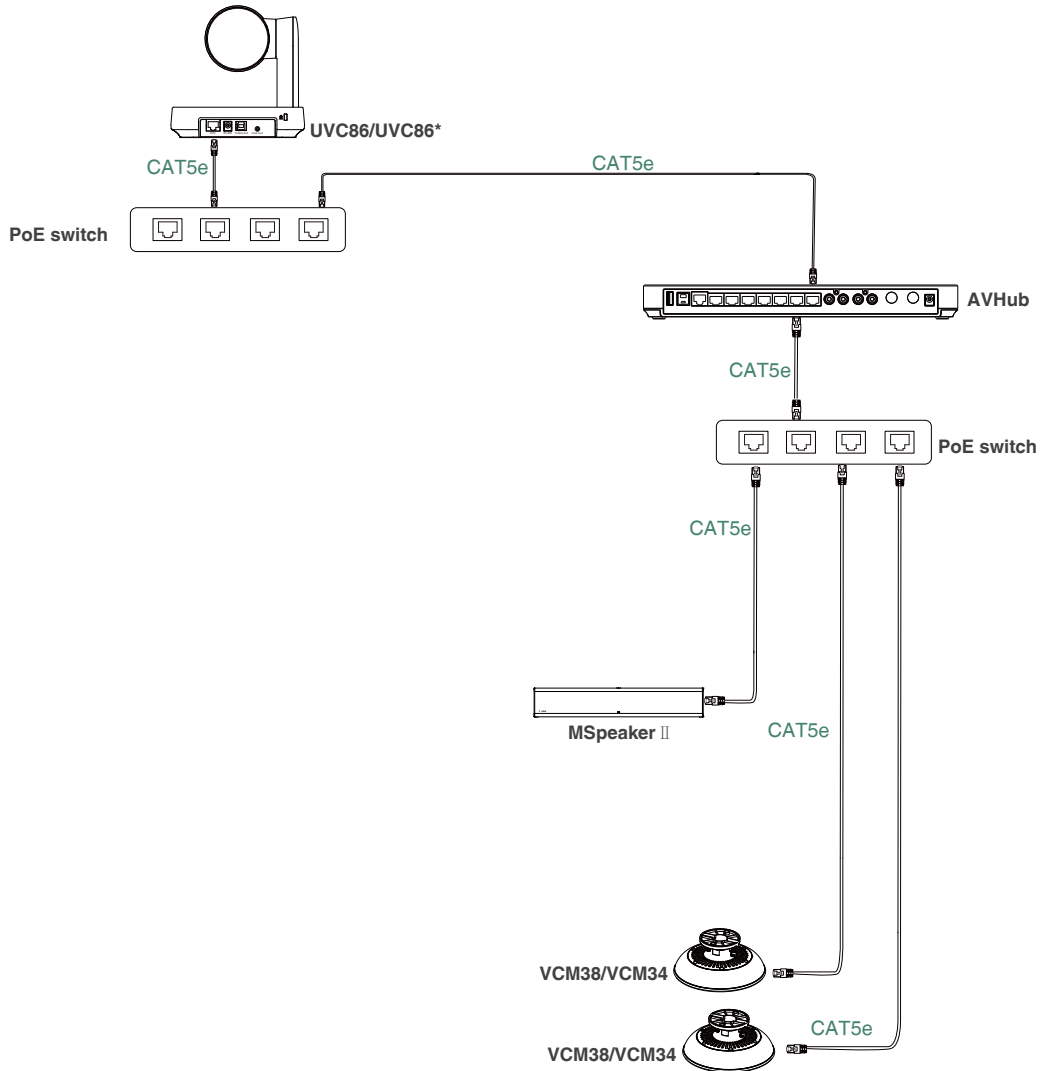 UVC86/UVC86*
CAT5e
CAT5e
PoE switch
AVHub
CAT5e
PoE switch
CAT5e
MSpeaker Ⅱ
CAT5e
VCM38/VCM34
CAT5e
VCM38/VCM34